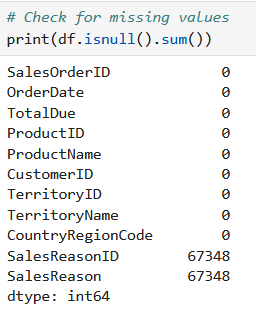 # Check for missing values
print(df.isnull().sum())
SalesOrderID 0
OrderDate 0
TotalDue 0
ProductID 0
ProductName 0
CustomerID 0
TerritoryID 0
TerritoryName 0
CountryRegionCode 0
SalesReasonID 67348
SalesReason 67348
dtype: int64